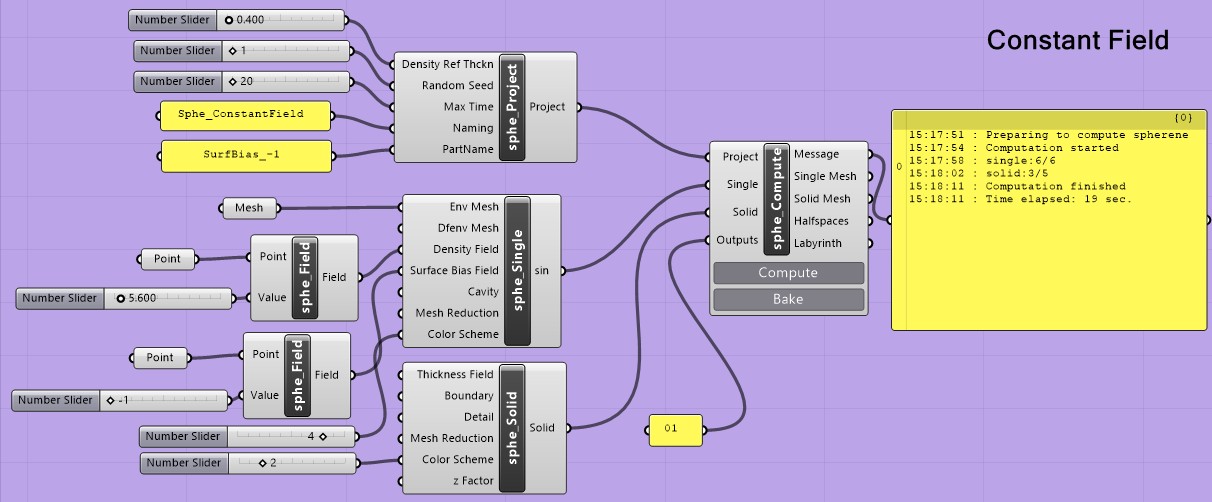 Constant Field
Number Slider 0.400
Number Slider 1
Number Slider 20
Sphe_ConstantField
SurfBias_-1
Density Ref Thckn
Random Seed
Max Time
Naming
PartName
sphe_Project
Project
Mesh
Point
Number Slider 5.600
Point
Value
sphe_Field
Field
Point
Number Slider -1
Point
Value
sphe_Field
Field
Number Slider 4
Number Slider 2
Env Mesh
Dfenv Mesh
Density Field
Surface Bias Field
Cavity
Mesh Reduction
Color Scheme
sphe_Single
sin
Thickness Field
Boundary
Detail
Mesh Reduction
Color Scheme
z Factor
sphe_Solid
Solid
01
Project
Single
Solid
Outputs
sphe_Compute
Message
Single Mesh
Solid Mesh
Halfspaces
Labyrinth
Compute
Bake
{0}
0
15:17:51 : Preparing to compute spherene
15:17:54 : Computation started
15:17:58 : single:6/6
15:18:02 : solid:3/5
15:18:11 : Computation finished
15:18:11 : Time elapsed: 19 sec.